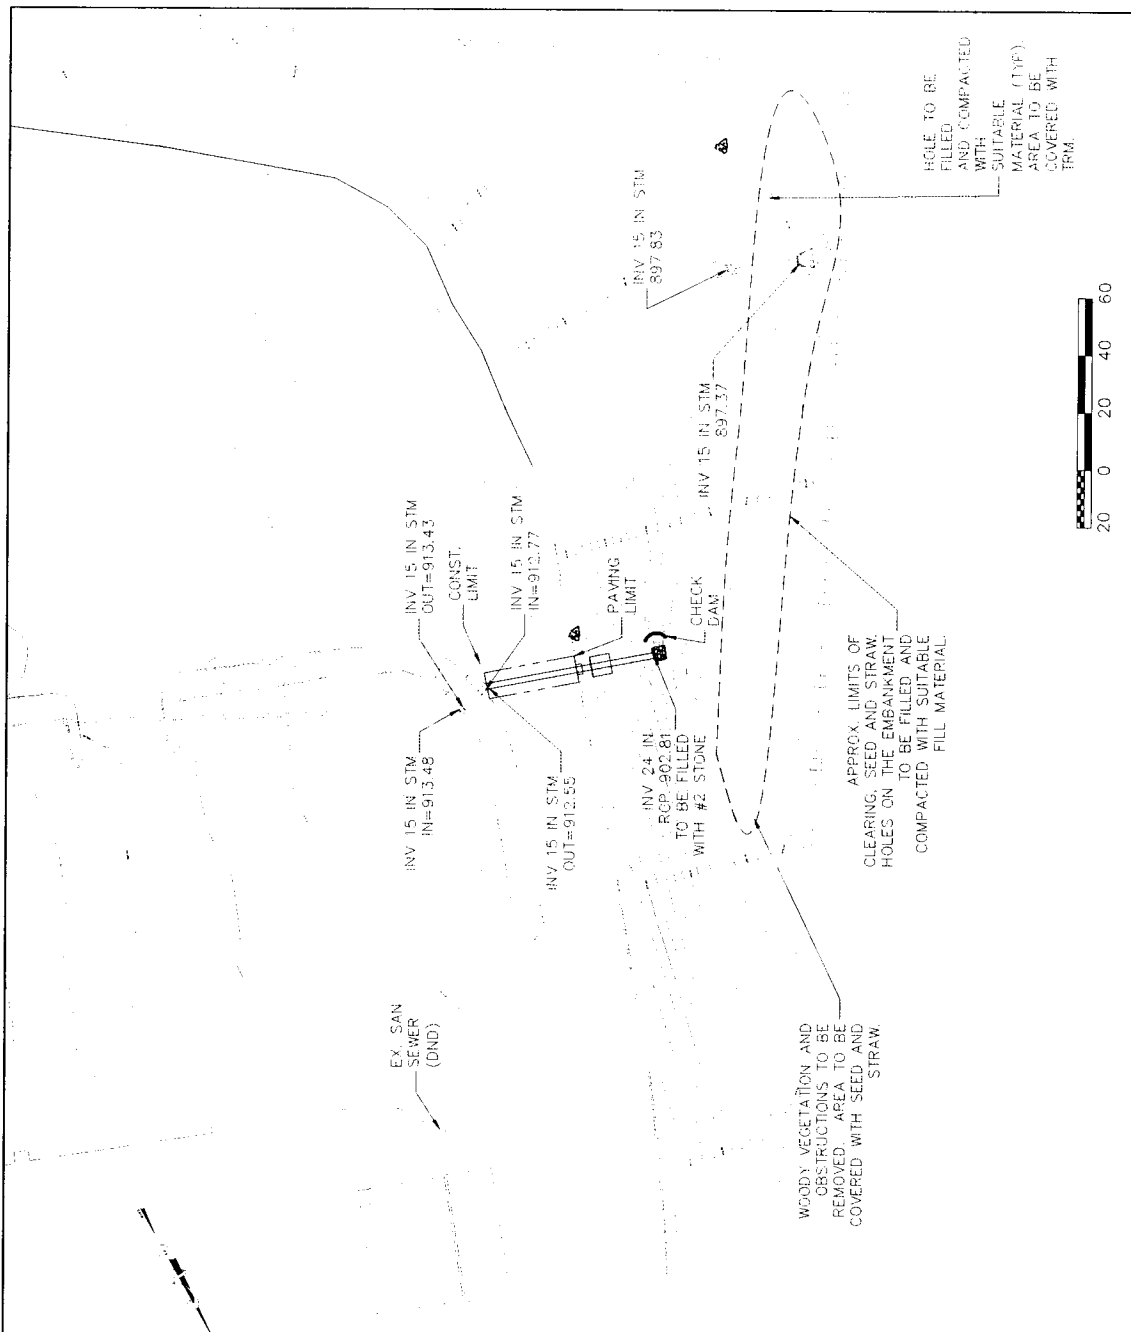 INV 15 IN STM
IN=913.48
INV 15 IN STM
OUT=913.43
CONST.
LIMIT
INV 15 IN STM
IN=912.77
INV 15 IN STM
OUT=912.55
PAVING
LIMIT
CHECK
DAM
INV 24 IN
RCP 902.81
TO BE FILLED
WITH #2 STONE
INV 15 IN STM
897.83
INV 15 IN STM
897.37
HOLE TO BE
FILLED
AND COMPACTED
WITH
SUITABLE
MATERIAL (TYP).
AREA TO BE
COVERED WITH
TRM.
EX. SAN
SEWER
(DND)
WOODY VEGETATION AND
OBSTRUCTIONS TO BE
REMOVED. AREA TO BE
COVERED WITH SEED AND
STRAW.
APPROX. LIMITS OF
CLEARING, SEED AND STRAW.
HOLES ON THE EMBANKMENT
TO BE FILLED AND
COMPACTED WITH SUITABLE
FILL MATERIAL.
20 0 20 40 60